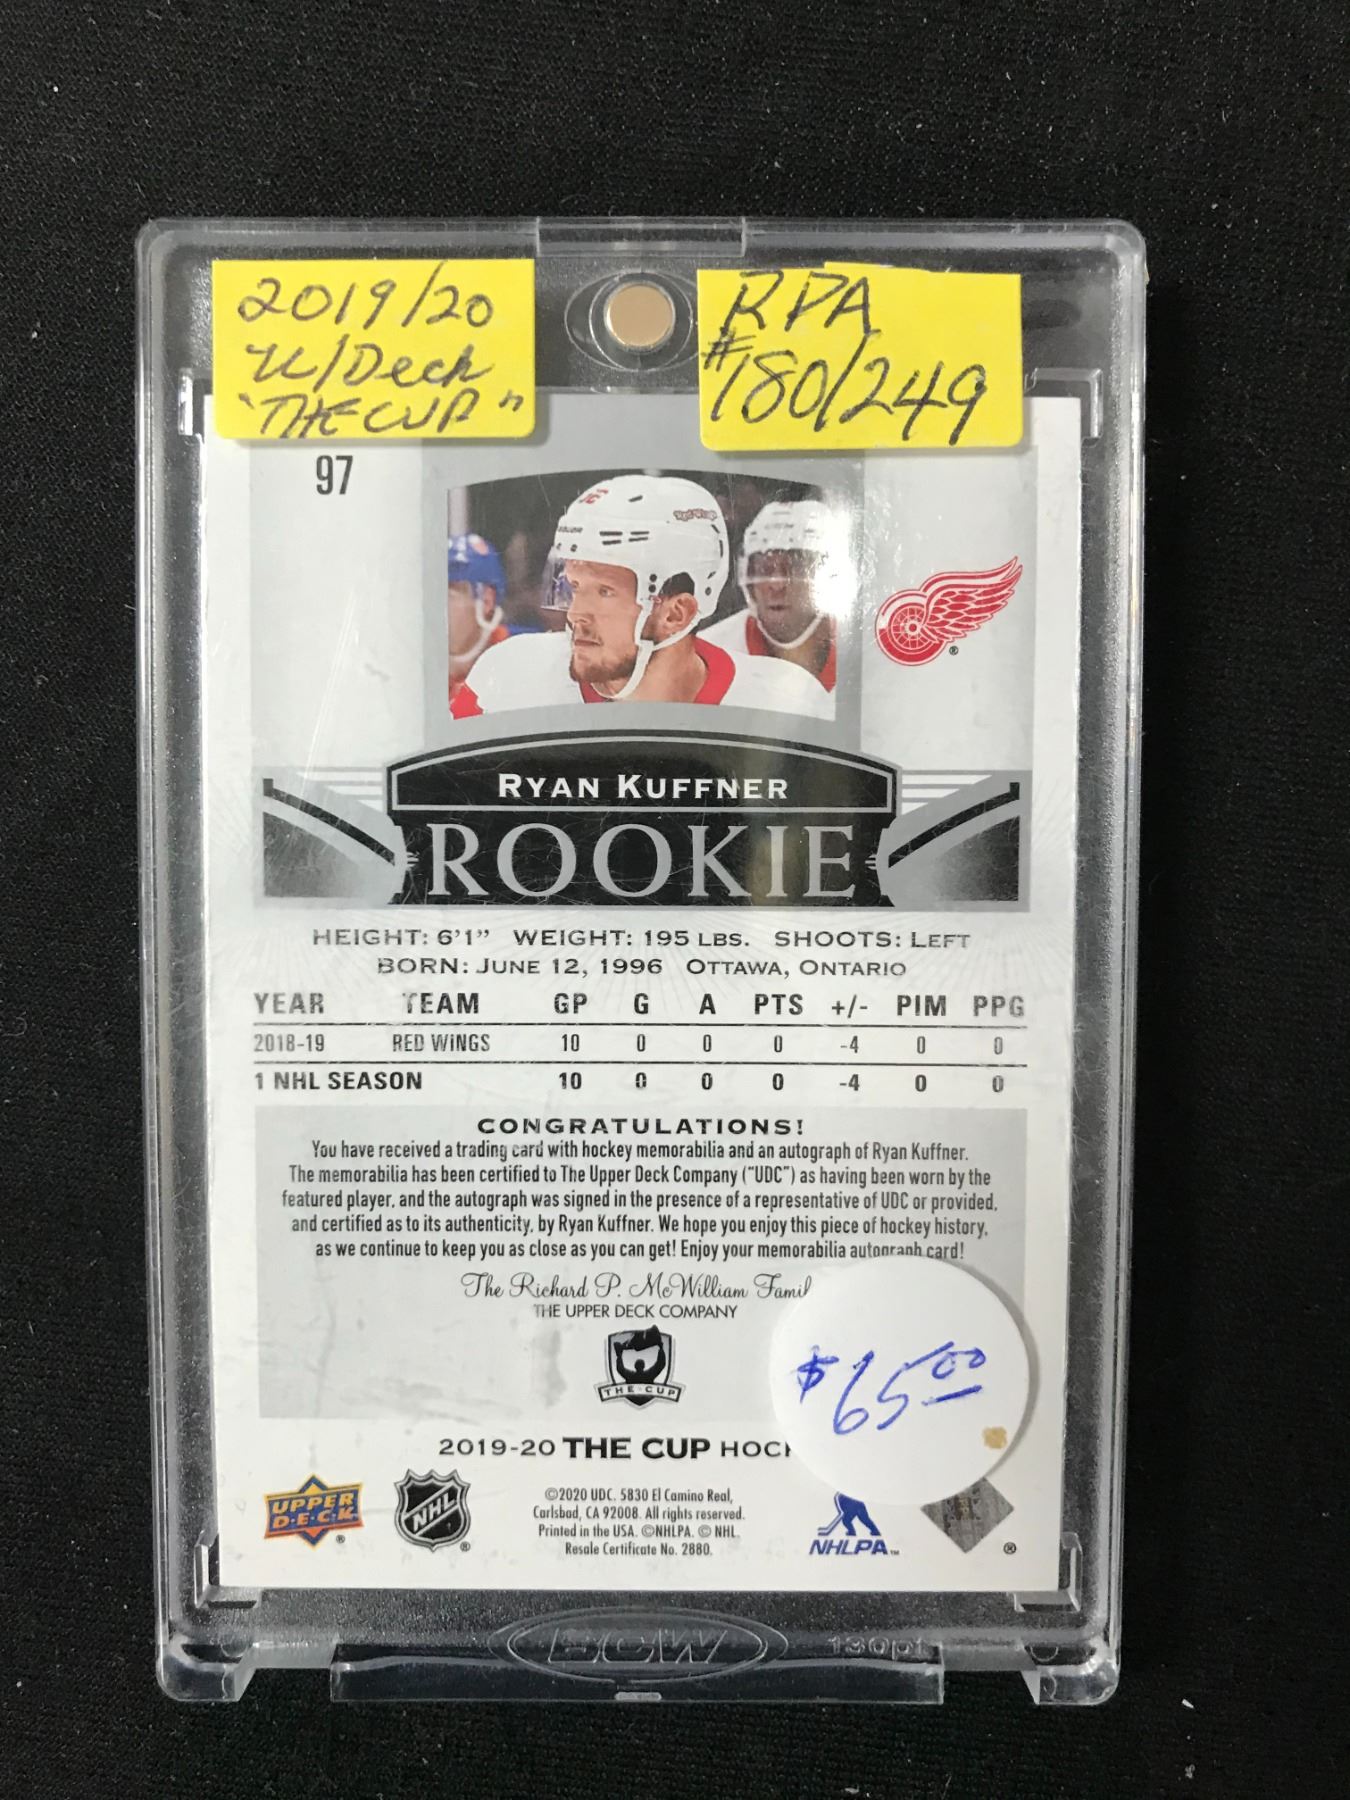 2019/20
U/Deck
"THE CUP"
RPA
#180/249
97
Red Wings
RYAN KUFFNER
ROOKIE
HEIGHT: 6'1" WEIGHT: 195 LBS. SHOOTS: LEFT
BORN: JUNE 12, 1996 OTTAWA, ONTARIO
YEAR TEAM GP G A PTS +/- PIM PPG
2018-19 RED WINGS 10 0 0 0 -4 0 0
1 NHL SEASON 10 0 0 0 -4 0 0
CONGRATULATIONS!
You have received a trading card with hockey memorabilia and an autograph of Ryan Kuffner.
The memorabilia has been certified to The Upper Deck Company ("UDC") as having been worn by the
featured player, and the autograph was signed in the presence of a representative of UDC or provided,
and certified as to its authenticity, by Ryan Kuffner. We hope you enjoy this piece of hockey history,
as we continue to keep you as close as you can get! Enjoy your memorabilia autograph card!
The Richard P. McWilliam Famil
THE UPPER DECK COMPANY
THE CUP
$65.00
2019-20 THE CUP HOCK
UPPER
D·E·C·K ®
NHL ®
©2020 UDC. 5830 El Camino Real,
Carlsbad, CA 92008. All rights reserved.
Printed in the USA. ©NHLPA. © NHL.
Resale Certificate No. 2880.
NHLPA™
®
BCW 130pt